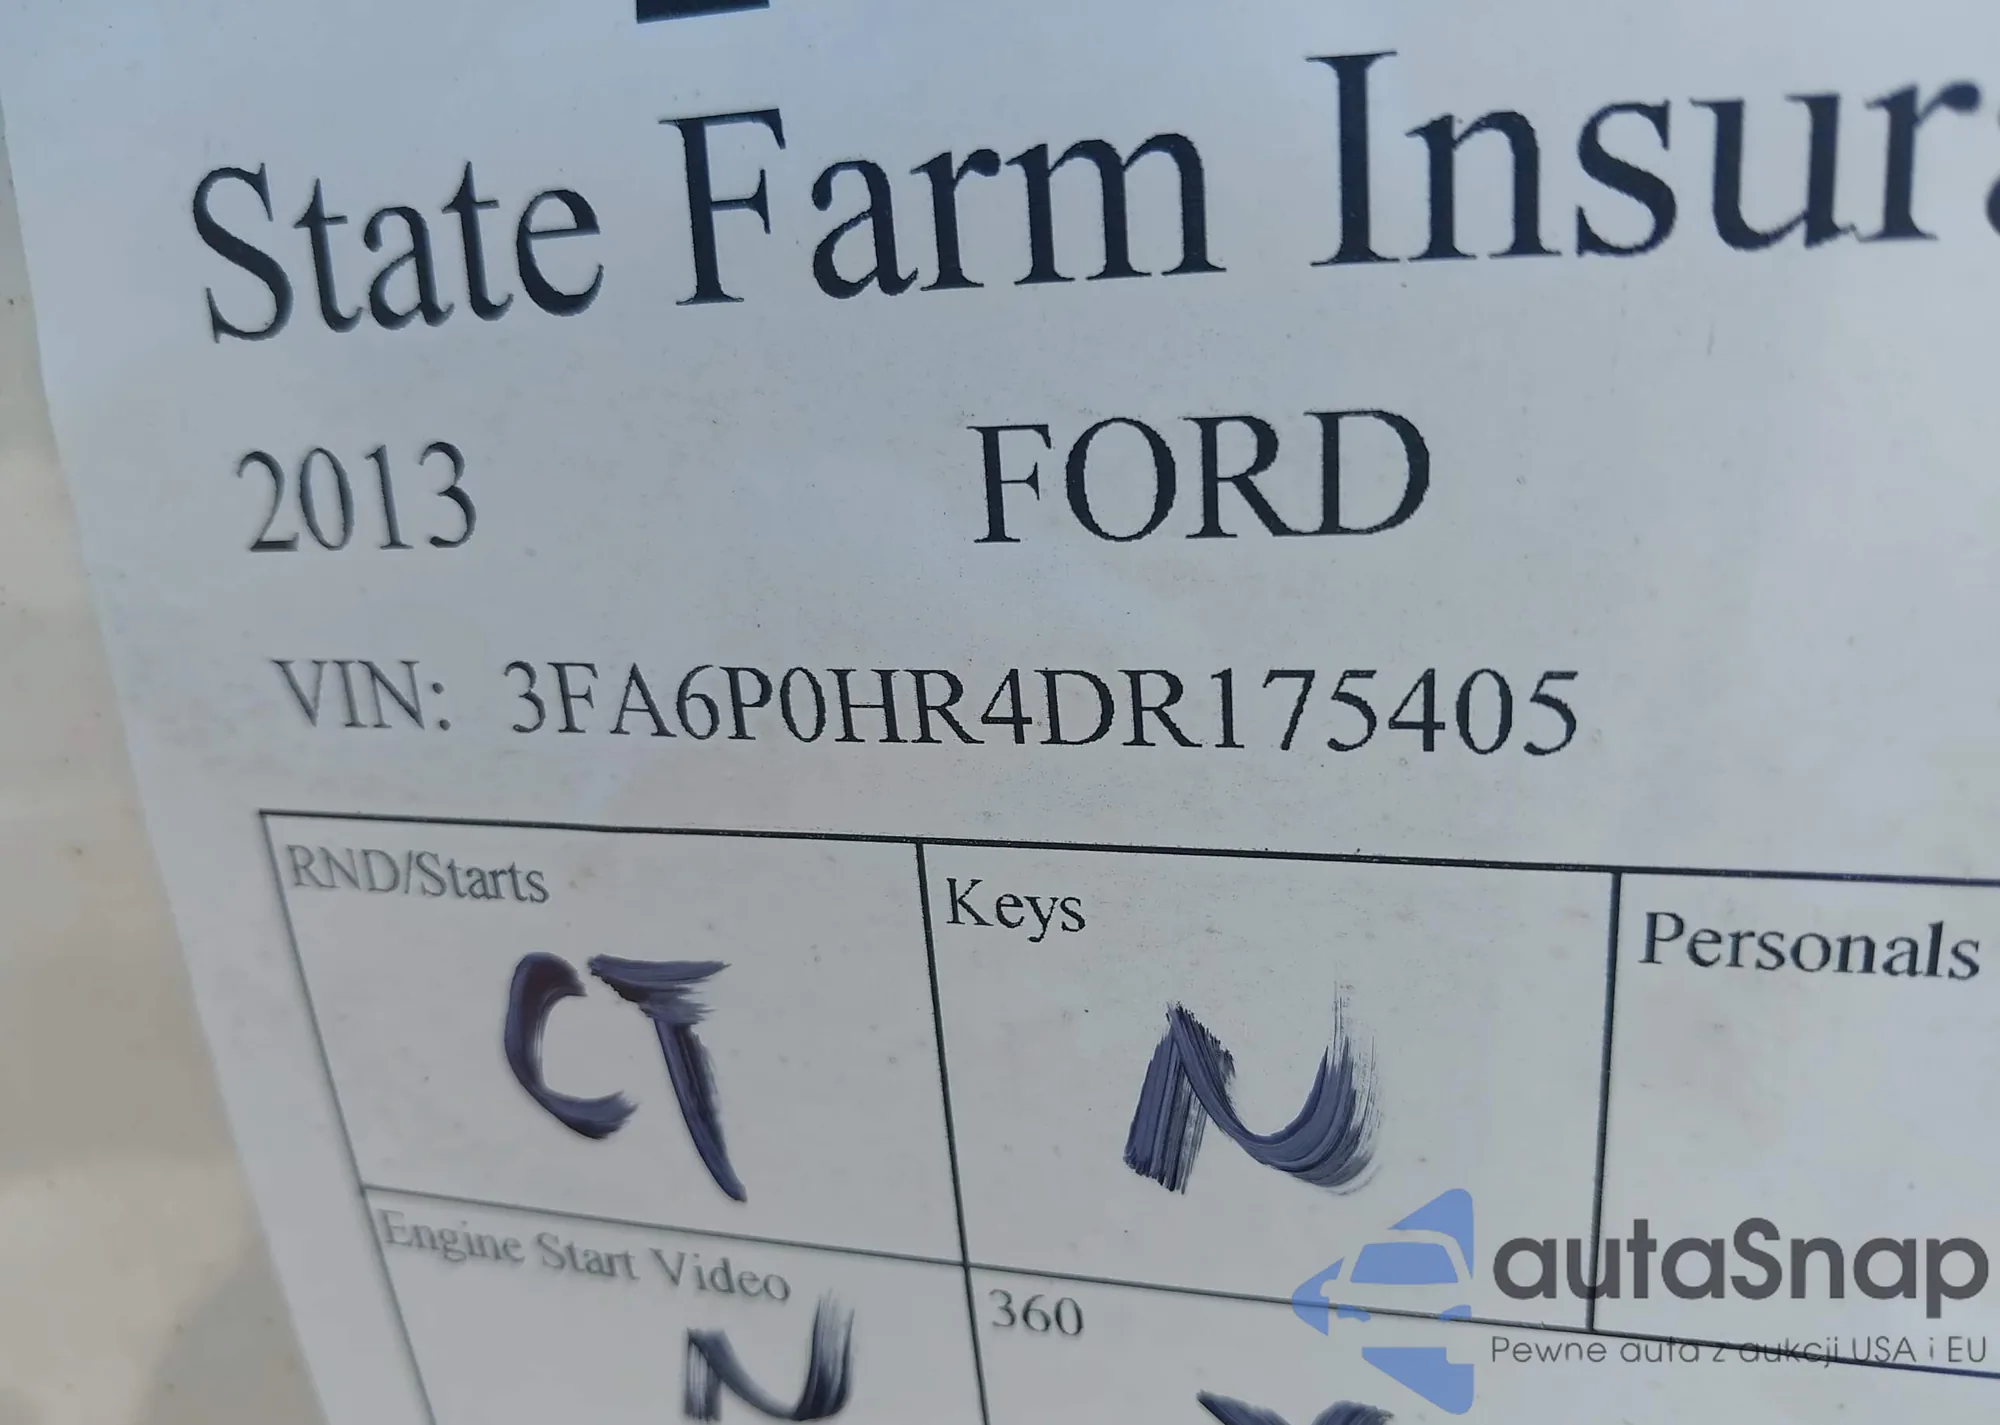 State Farm Insur
2013 FORD
VIN: 3FA6P0HR4DR175405
RND/Starts Keys Personals
CT N
Engine Start Video 360
N
autaSnap
Pewne auta z aukcji USA i EU